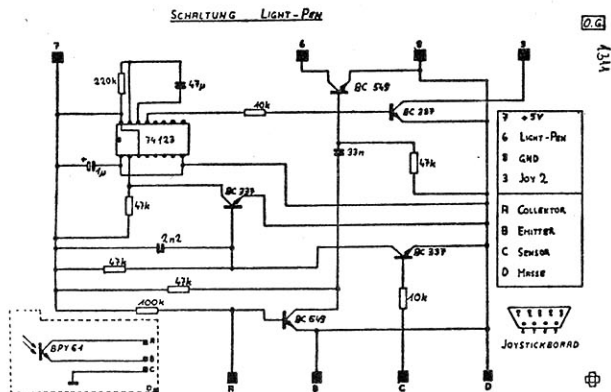 SCHALTUNG LIGHT-PEN
O.G.
7
6
8
3
220k
47µ
BC 549
10k
BC 337
74123
+
1µ
33n
47k
7 +5V
6 LIGHT-PEN
8 GND
3 JOY 2
A COLLEKTOR
B EMITTER
C SENSOR
D MASSE
47k
BC 337
2n2
BC 337
47k
47k
10k
100k
BC 549
BPY 61
A
B
C
D
JOYSTICKBOARD
A
B
C
D